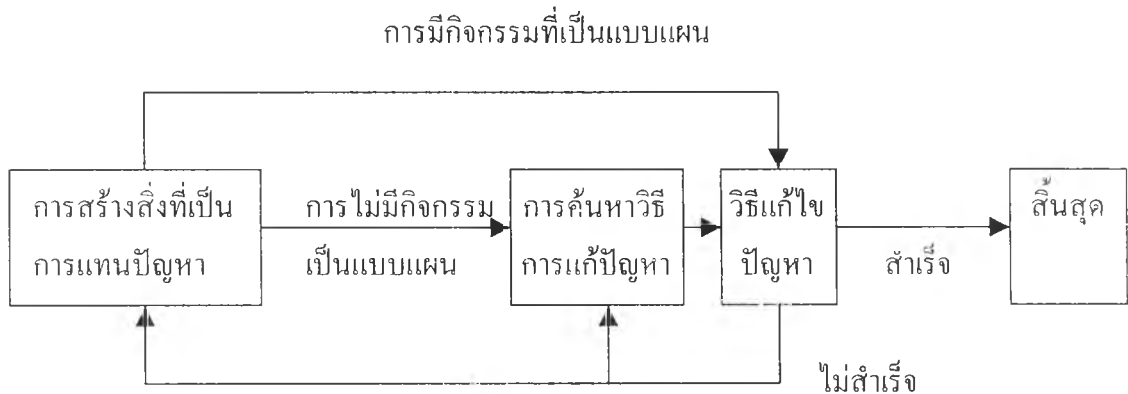 การมีกิจกรรมที่เป็นแบบแผน
การสร้างสิ่งที่เป็น
การแทนปัญหา
การไม่มีกิจกรรม
เป็นแบบแผน
การค้นหาวิธี
การแก้ปัญหา
วิธีแก้ไข
ปัญหา
สำเร็จ
สิ้นสุด
ไม่สำเร็จ